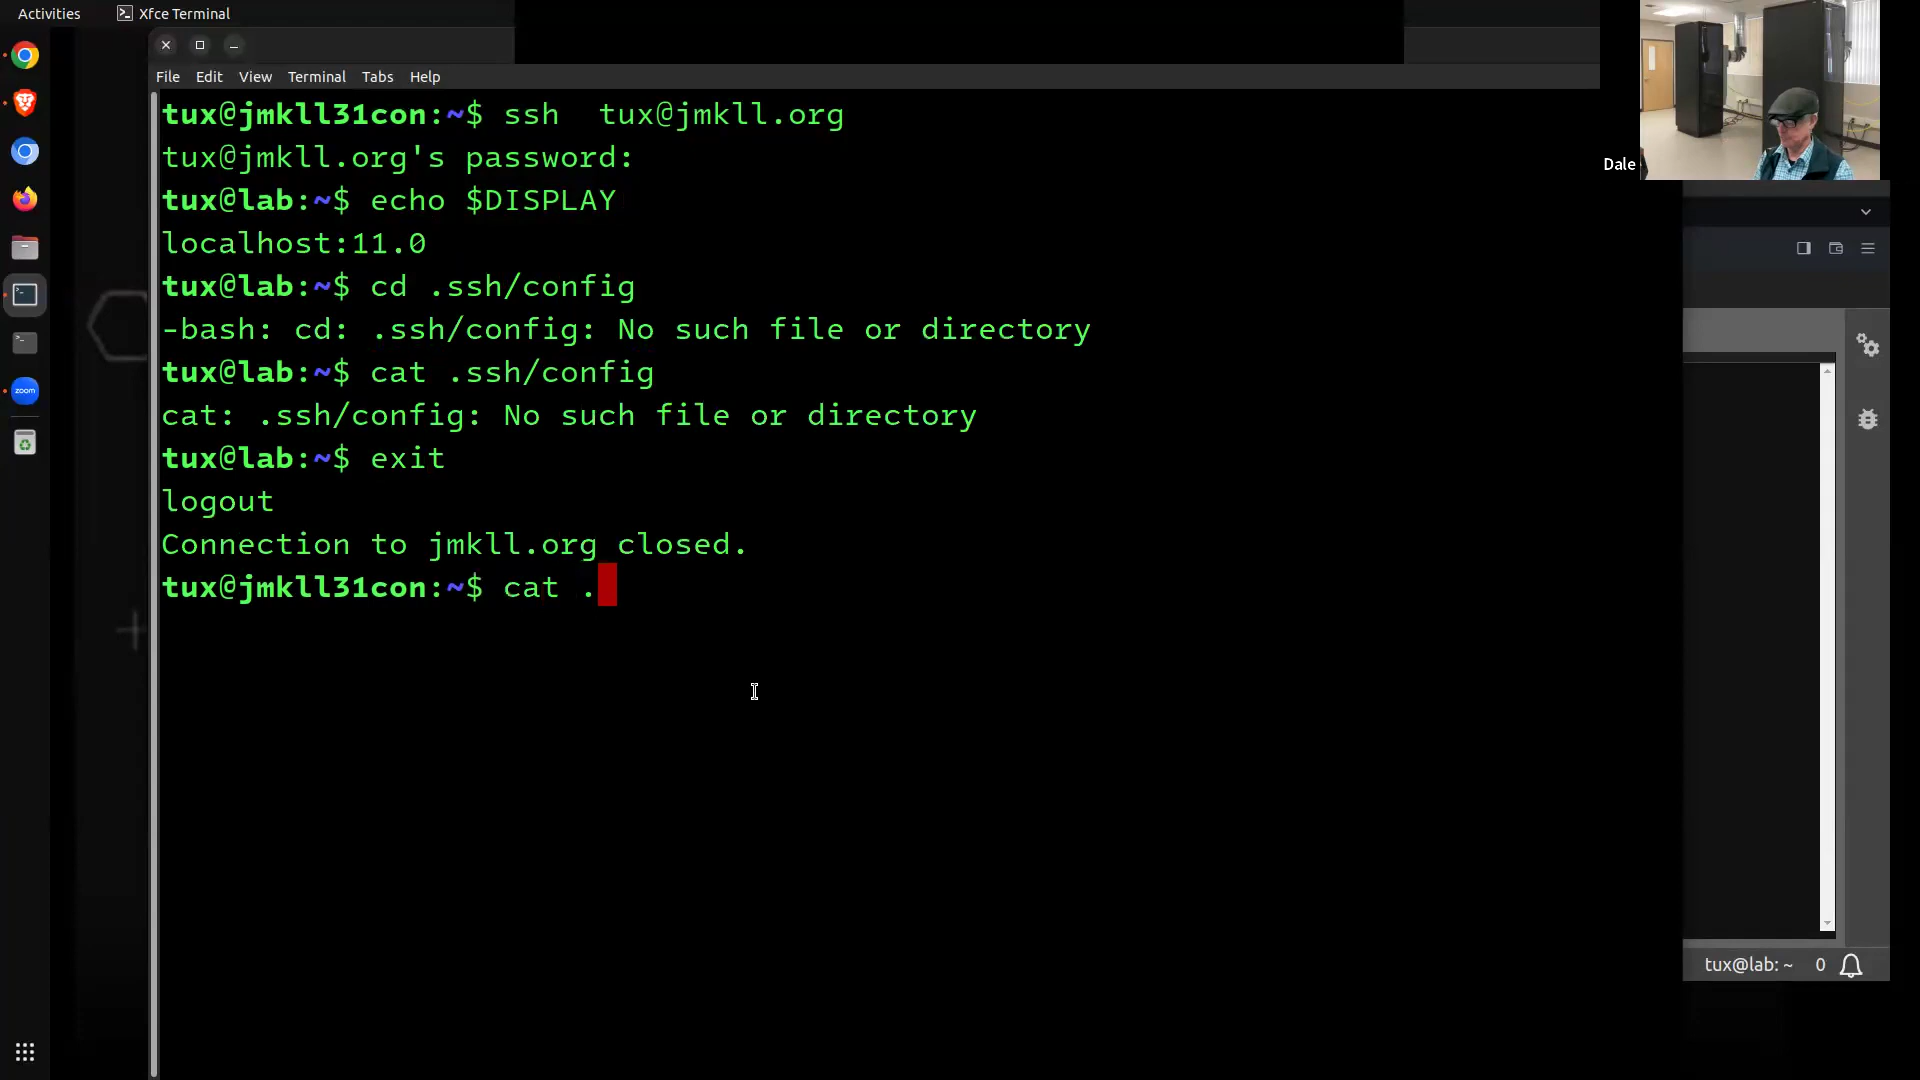 Activities
Xfce Terminal
File Edit View Terminal Tabs Help
tux@jmkll31con:~$ ssh  tux@jmkll.org
tux@jmkll.org's password:
tux@lab:~$ echo $DISPLAY
localhost:11.0
tux@lab:~$ cd .ssh/config
-bash: cd: .ssh/config: No such file or directory
tux@lab:~$ cat .ssh/config
cat: .ssh/config: No such file or directory
tux@lab:~$ exit
logout
Connection to jmkll.org closed.
tux@jmkll31con:~$ cat .
Dale
zoom
tux@lab: ~ 0